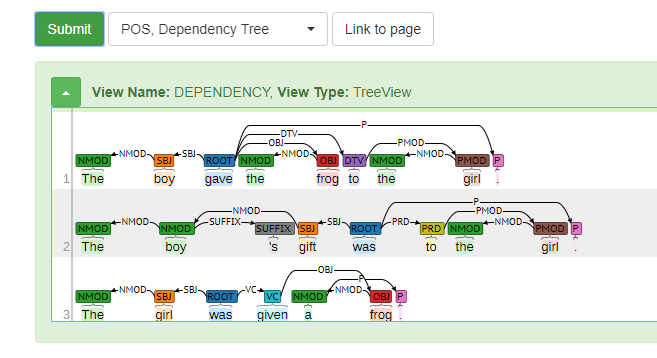 Submit POS, Dependency Tree Link to page
View Name: DEPENDENCY, View Type: TreeView
P
DTV
OBJ PMOD
NMOD SBJ NMOD NMOD
NMOD SBJ ROOT NMOD OBJ DTV NMOD PMOD P
1 The boy gave the frog to the girl .
P
NMOD PMOD
NMOD SUFFIX SBJ PRD NMOD
NMOD NMOD SUFFIX SBJ ROOT PRD NMOD PMOD P
2 The boy 's gift was to the girl .
OBJ
P
NMOD SBJ VC NMOD
NMOD SBJ ROOT VC NMOD OBJ P
3 The girl was given a frog .